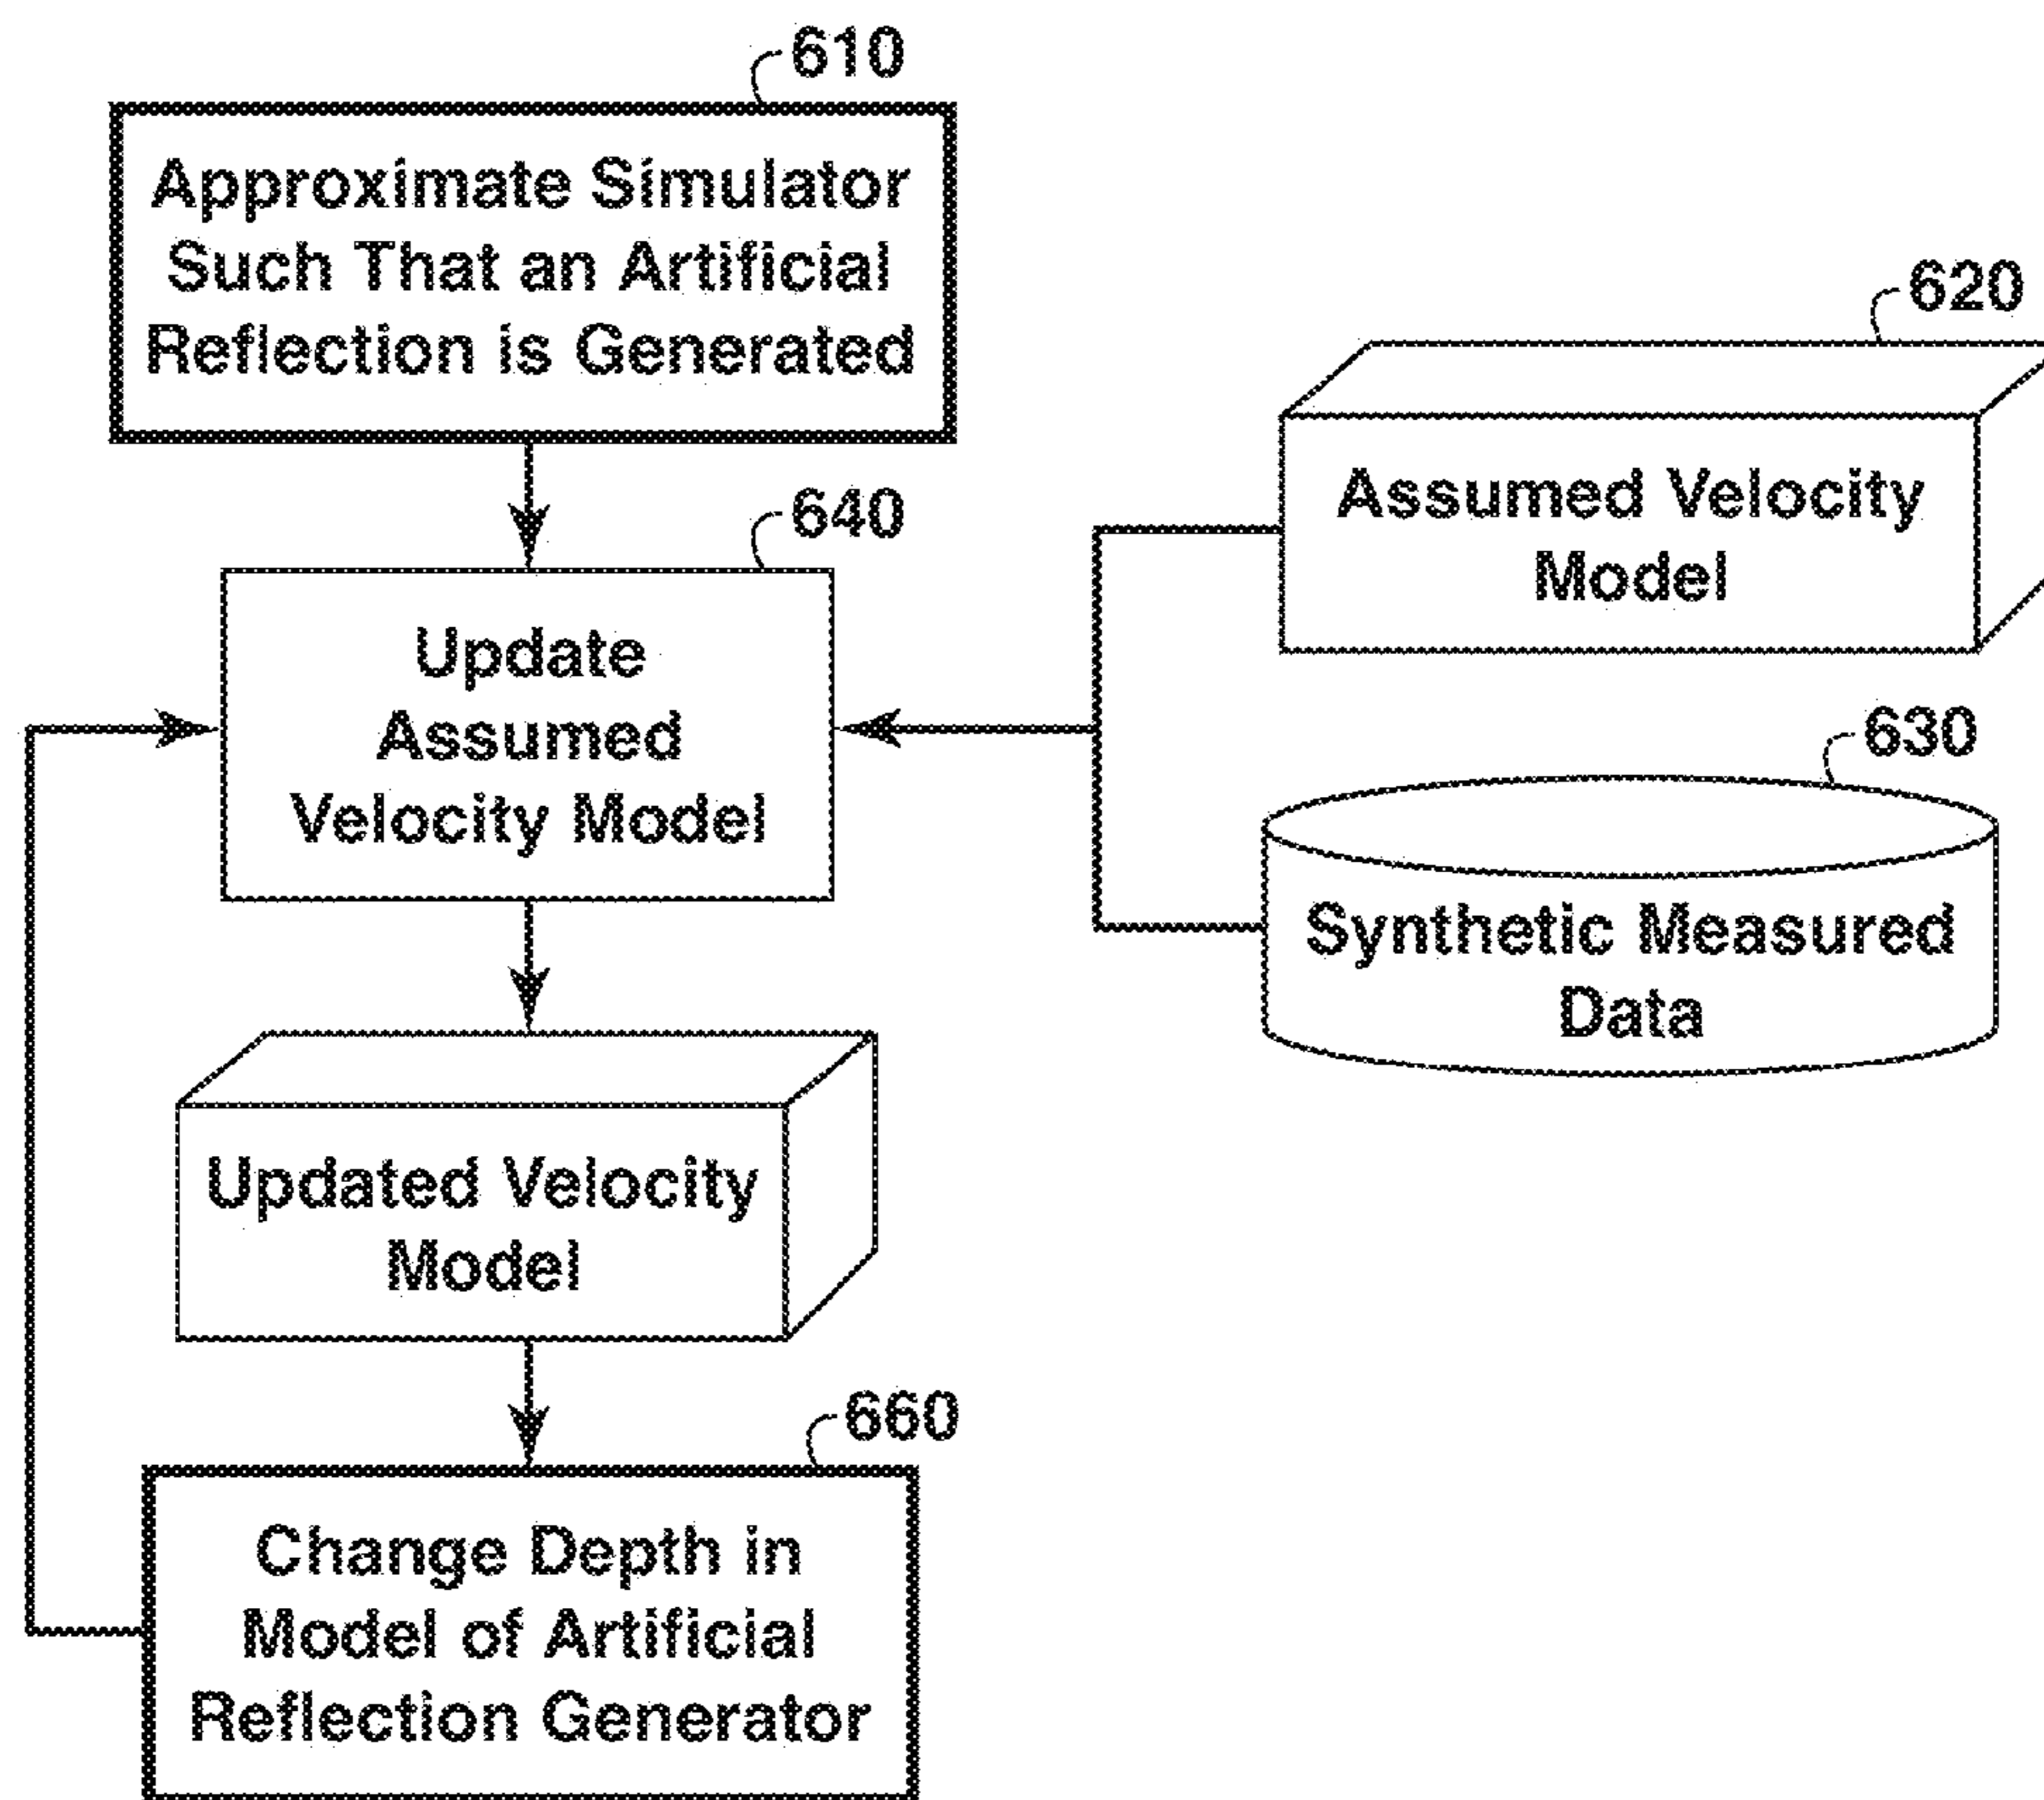 610
Approximate Simulator
Such That an Artificial
Reflection is Generated
620
Assumed Velocity
Model
640
Update
Assumed
Velocity Model
630
Synthetic Measured
Data
Updated Velocity
Model
660
Change Depth in
Model of Artificial
Reflection Generator